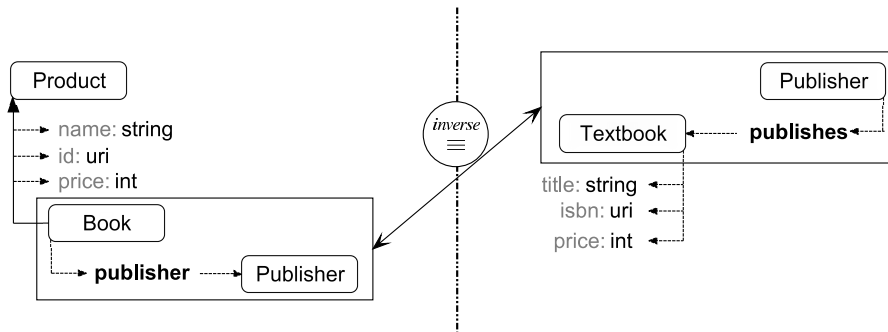 Product
name: string
id: uri
price: int
Book
publisher
Publisher
inverse
≡
Publisher
publishes
Textbook
title: string
isbn: uri
price: int